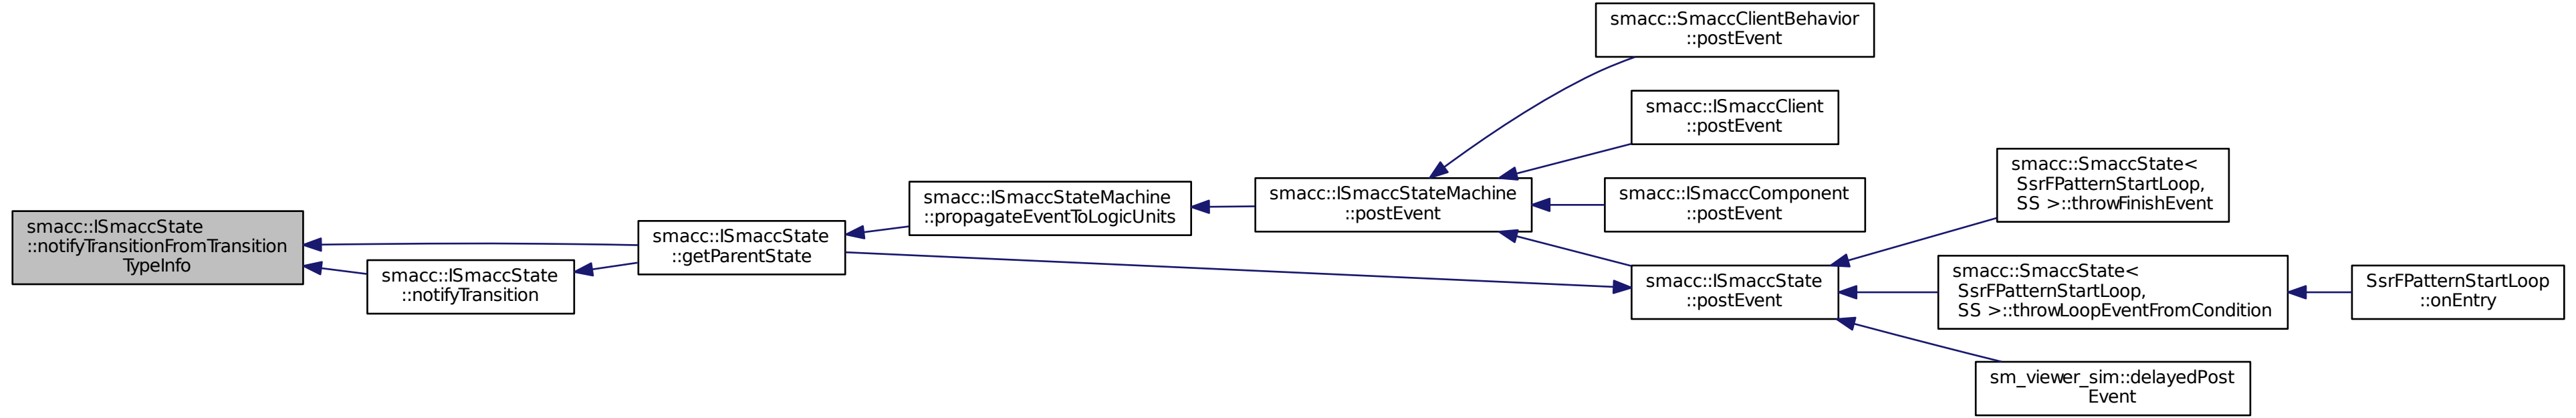 smacc::ISmaccState
::notifyTransitionFromTransition
TypeInfo
smacc::ISmaccState
::notifyTransition
smacc::ISmaccState
::getParentState
smacc::ISmaccStateMachine
::propagateEventToLogicUnits
smacc::ISmaccStateMachine
::postEvent
smacc::SmaccClientBehavior
::postEvent
smacc::ISmaccClient
::postEvent
smacc::ISmaccComponent
::postEvent
smacc::ISmaccState
::postEvent
smacc::SmaccState<
SsrFPatternStartLoop,
SS >::throwFinishEvent
smacc::SmaccState<
SsrFPatternStartLoop,
SS >::throwLoopEventFromCondition
sm_viewer_sim::delayedPost
Event
SsrFPatternStartLoop
::onEntry